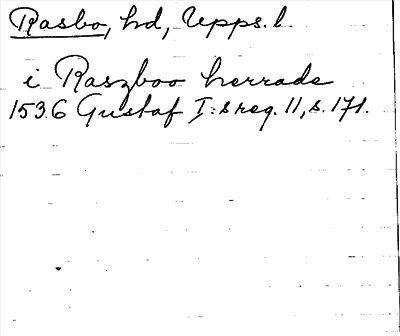 Rasbo, hd, Upps. l.
i Raszboo herrade
1536 Gustaf I:s reg. 11, s. 171.